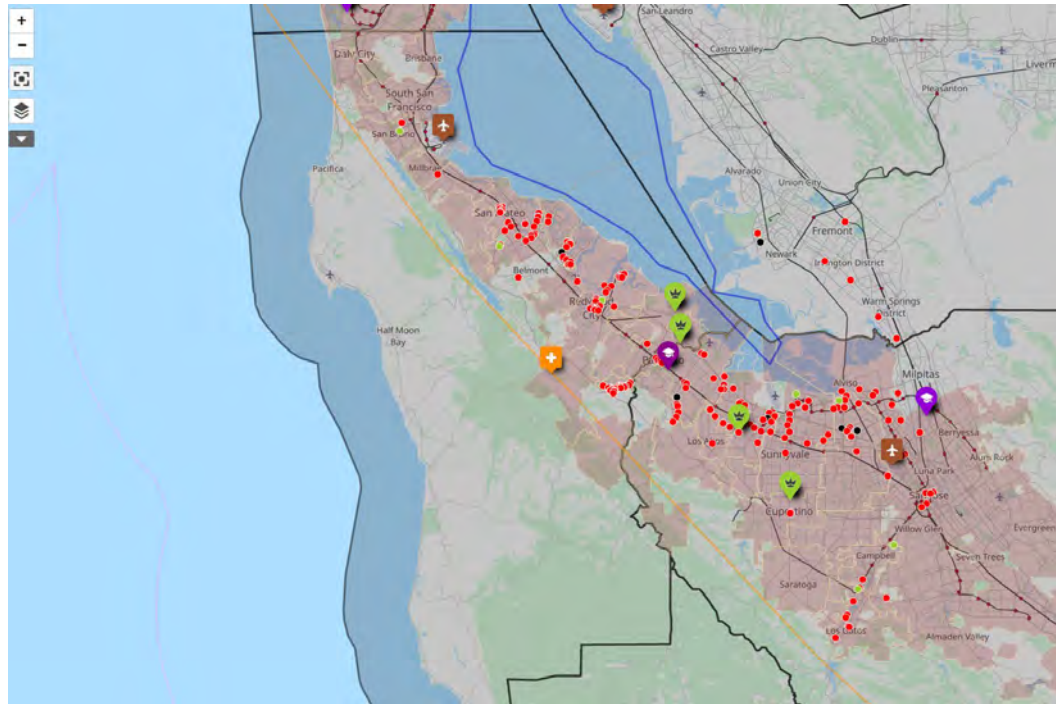 +
San Leandro
−
Castro Valley
Dublin
Daly City
Brisbane
Liverm
Pleasanton
South San
Francisco
San Bruno
Pacifica
Millbrae
Alvarado
Union City
San Mateo
Fremont
Newark
Irvington District
Belmont
Warm Springs
District
Redwood
City
Half Moon
Bay
Milpitas
Alviso
Berryessa
Los Altos
Sunnyvale
Alum Rock
Luna Park
San Jose
Cupertino
Willow Glen
Evergreen
Campbell
Seven Trees
Saratoga
Los Gatos
Almaden Valley